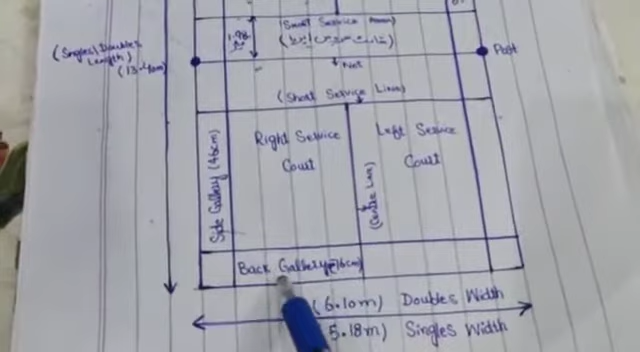 (Short Service Area)
1.98
(Singles/Doubles
Length)
(13.40m)
Post
Net
(Short Service Line)
Right Service
Court
Left Service
Court
Side Gallery (46cm)
(Centre Line)
Back Gallery (76cm)
(6.10m) Doubles Width
5.18m) Singles Width